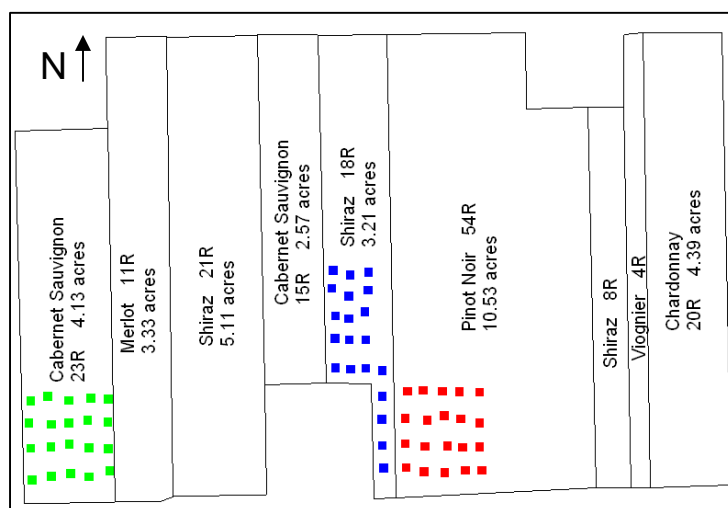 N
Cabernet Sauvignon
23R 4.13 acres
Merlot 11R
3.33 acres
Shiraz 21R
5.11 acres
Cabernet Sauvignon
15R 2.57 acres
Shiraz 18R
3.21 acres
Pinot Noir 54R
10.53 acres
Shiraz 8R
Viognier 4R
Chardonnay
20R 4.39 acres